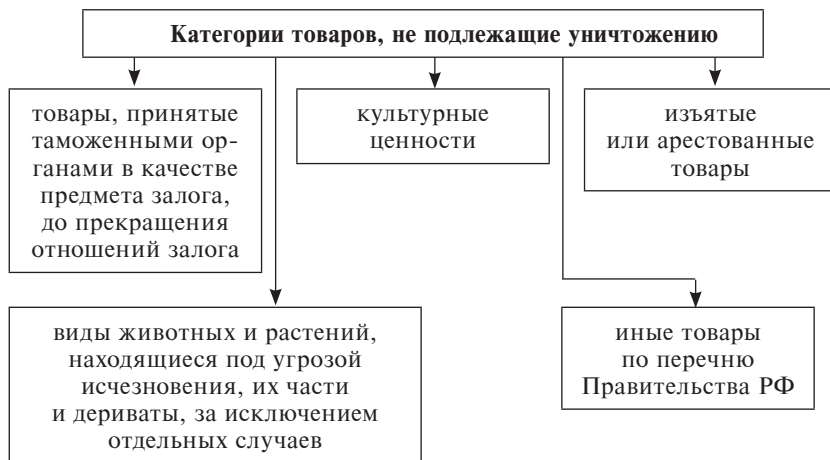 Категории товаров, не подлежащие уничтожению
товары, принятые
таможенными ор-
ганами в качестве
предмета залога,
до прекращения
отношений залога
культурные
ценности
изъятые
или арестованные
товары
виды животных и растений,
находящиеся под угрозой
исчезновения, их части
и дериваты, за исключением
отдельных случаев
иные товары
по перечню
Правительства РФ